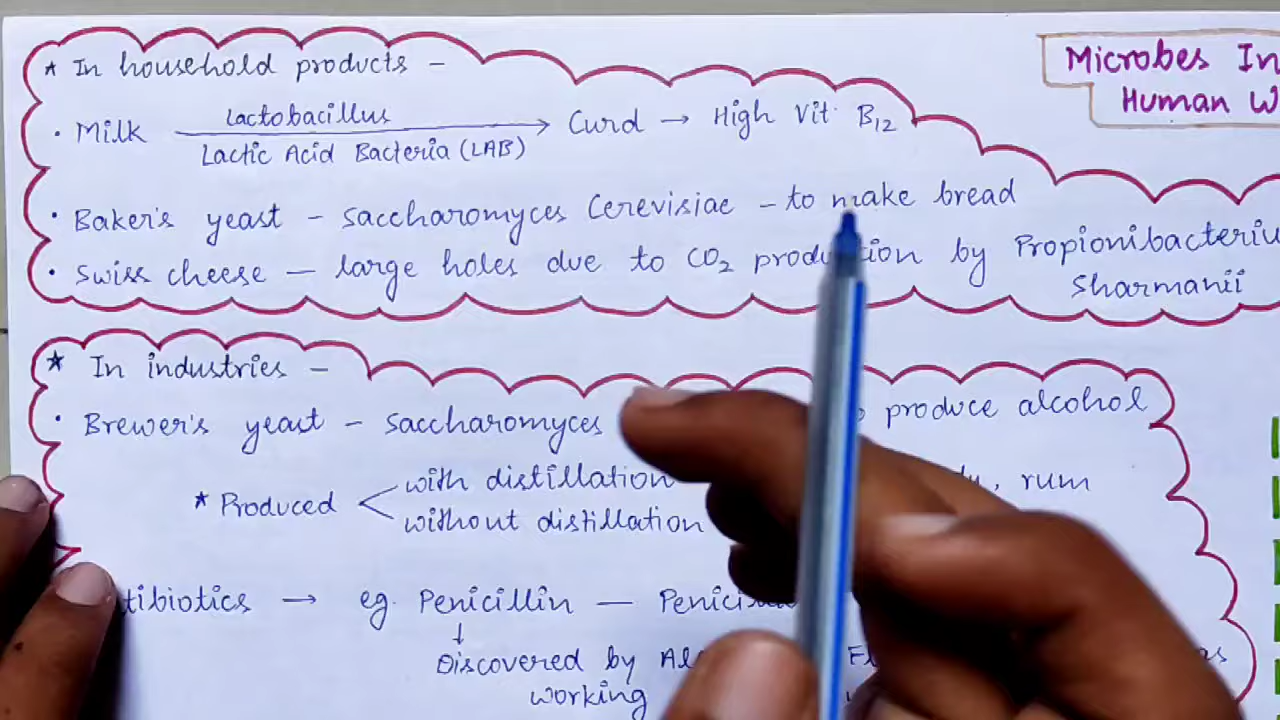 * In household products -
Microbes In
Human W
· Milk Lactobacillus
Lactic Acid Bacteria (LAB) → Curd → High Vit. B12
· Baker's yeast - Saccharomyces Cerevisiae - to make bread
· Swiss cheese - large holes due to CO2 production by Propionibacteriu
Sharmanii
* In industries -
· Brewer's yeast - Saccharomyces produce alcohol
* Produced with distillation , rum
without distillation
tibiotics → eg. Penicillin -
↓
Discovered by
working